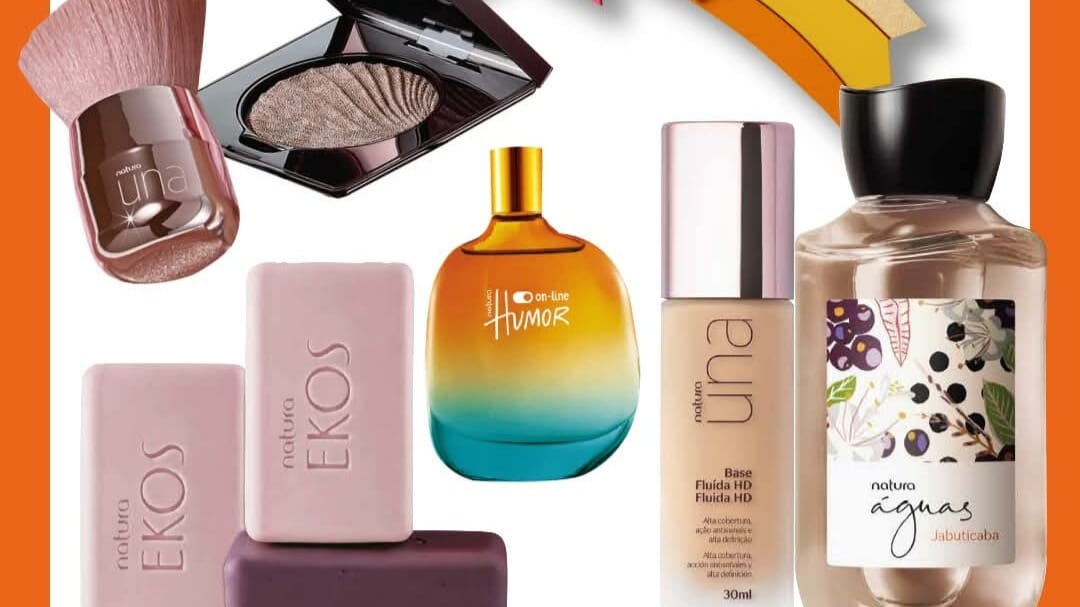 natura
una
on-line
natura
HUMOR
natura
EKOS
natura
EKOS
natura
una
Base
Fluída HD
Fluida HD
Alta cobertura,
ação antissinais e
alta definição
Alta cobertura,
acción antiseñales y
alta definición
30ml
natura
águas
Jabuticaba